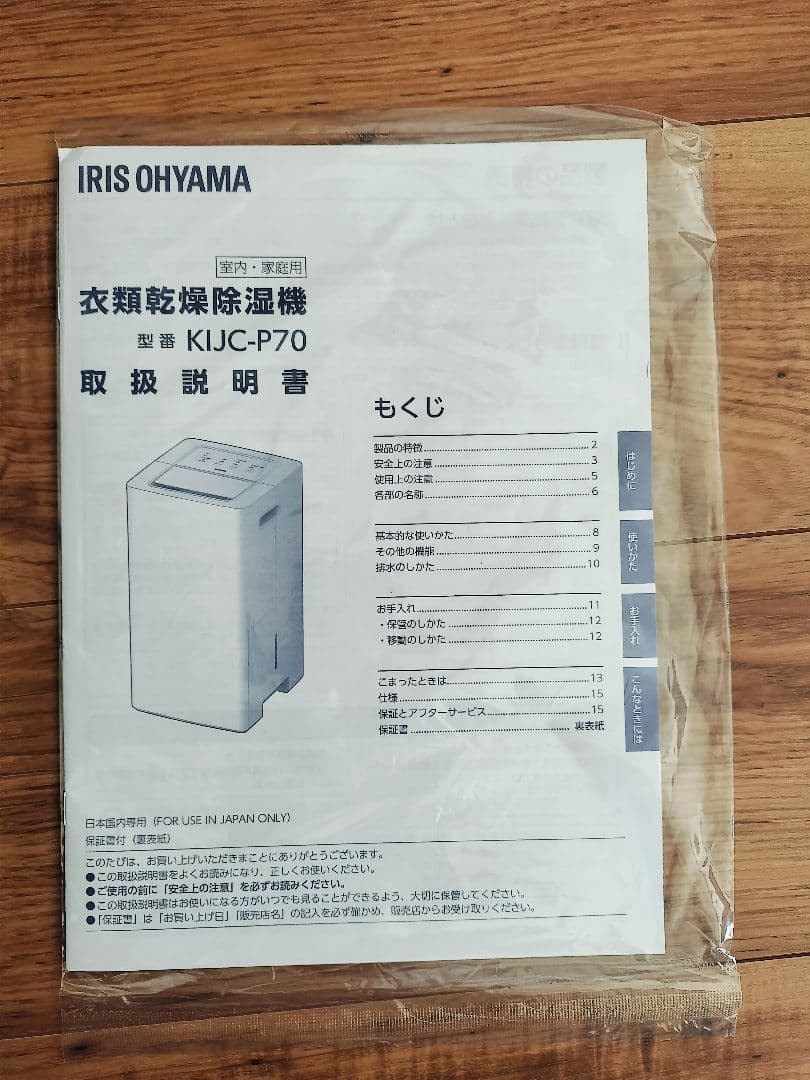 IRIS OHYAMA
室内・家庭用
衣類乾燥除湿機
型番 KIJC-P70
取扱説明書
もくじ
製品の特徴 2
安全上の注意 3
使用上の注意 5
各部の名称 6
はじめに
基本的な使いかた 8
その他の機能 9
排水のしかた 10
使いかた
お手入れ 11
・保管のしかた 12
・移動のしかた 12
お手入れ
こまったときは 13
仕様 15
保証とアフターサービス 15
保証書 裏表紙
こんなときには
日本国内専用（FOR USE IN JAPAN ONLY）
保証書付（裏表紙）
このたびは、お買い上げいただきまことにありがとうございます。
●この取扱説明書をよくお読みになり、正しくお使いください。
●ご使用の前に「安全上の注意」を必ずお読みください。
●この取扱説明書はお使いになる方がいつでも見ることができるよう、大切に保管してください。
●「保証書」は「お買い上げ日」「販売店名」の記入を必ず確かめ、販売店からお受け取りください。